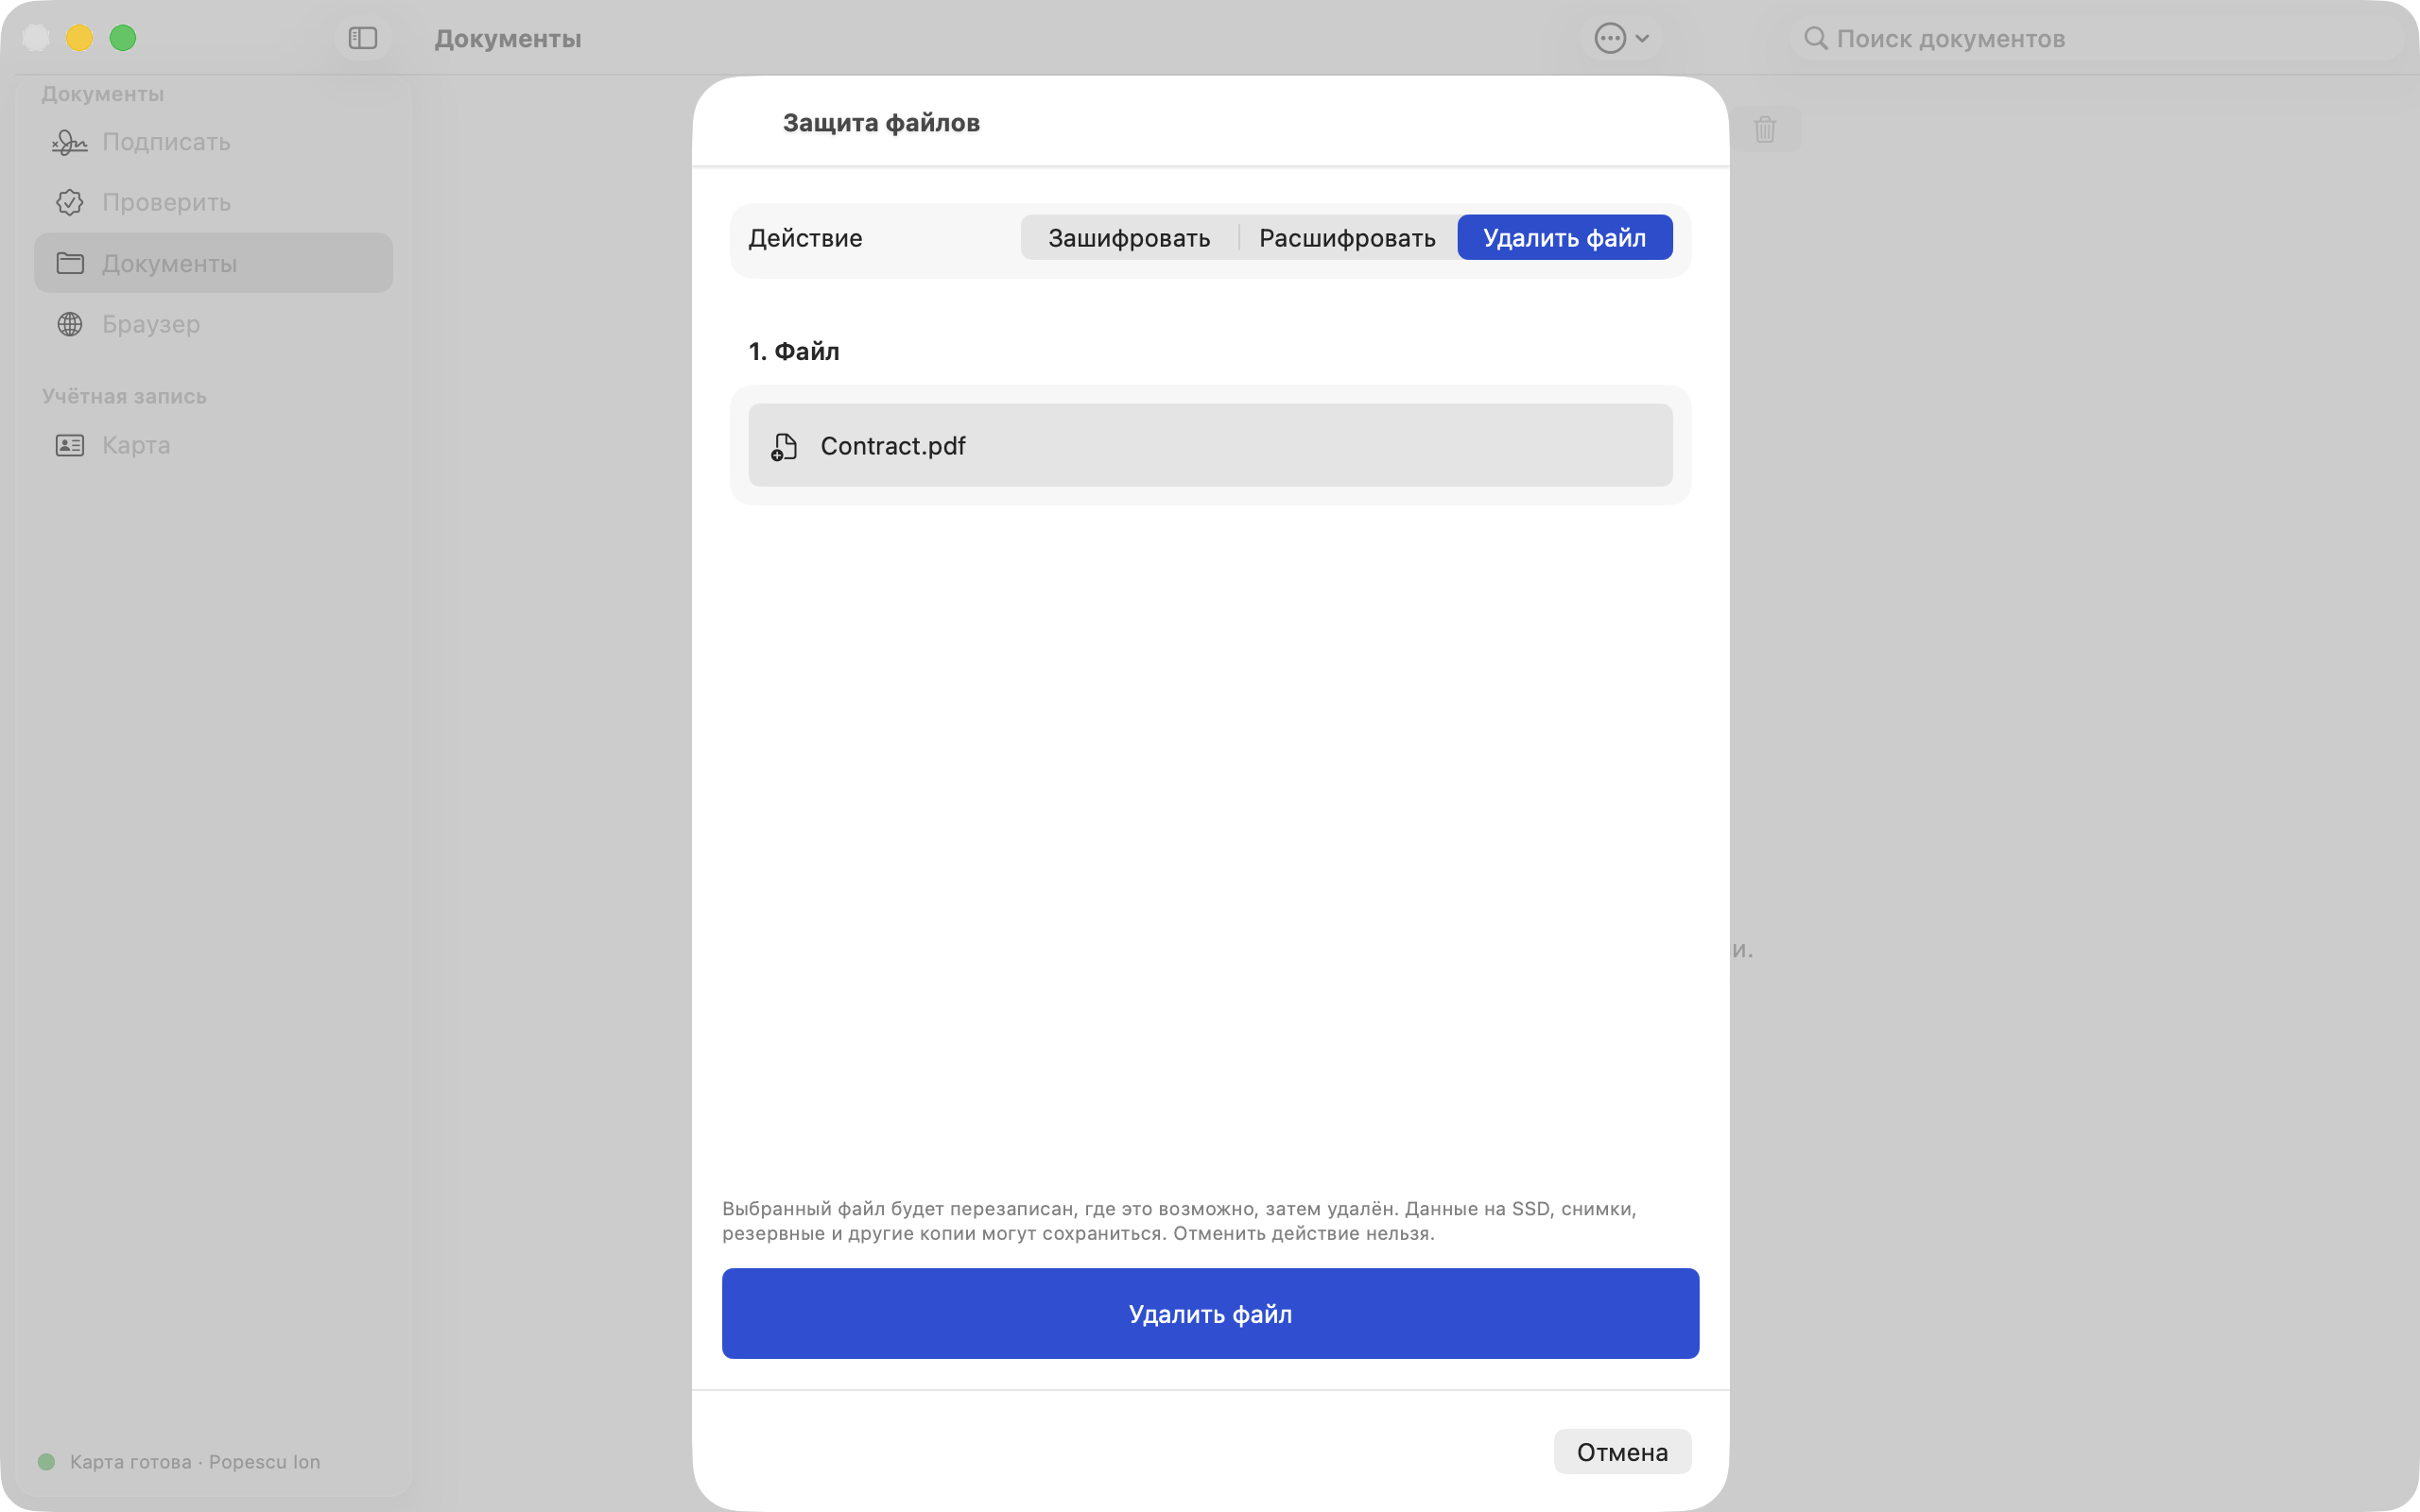 Документы
Поиск документов
Документы
Подписать
Проверить
Документы
Браузер
Учётная запись
Карта
Карта готова · Popescu Ion
Защита файлов
Действие
Зашифровать
Расшифровать
Удалить файл
1. Файл
Contract.pdf
и.
Выбранный файл будет перезаписан, где это возможно, затем удалён. Данные на SSD, снимки,
резервные и другие копии могут сохраниться. Отменить действие нельзя.
Удалить файл
Отмена